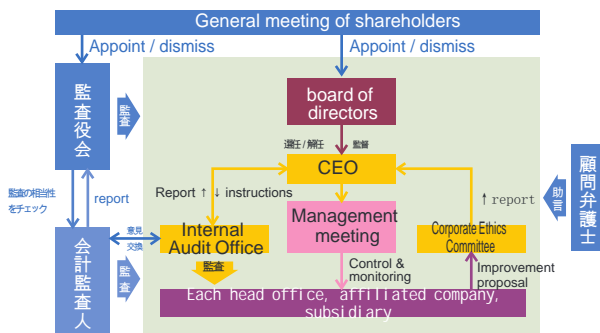 General meeting of shareholders
Appoint / dismiss
Appoint / dismiss
監査役会
監査
board of
directors
選任 / 解任
監督
CEO
監査の相当性
をチェック
report
Report ↑ ↓ instructions
Management
meeting
↑ report
助言
顧問弁護士
Internal
Audit Office
Corporate Ethics
Committee
意見
交換
会計監査人
監査
監査
Control &
monitoring
Improvement
proposal
Each head office, affiliated company,
subsidiary